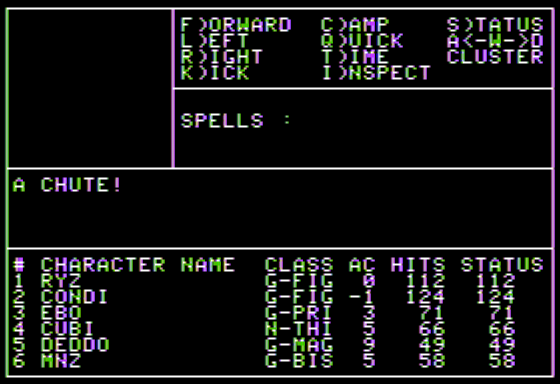 F)ORWARD C)AMP S)TATUS
L)EFT Q)UICK A<-W->D
R)IGHT T)IME CLUSTER
K)ICK I)NSPECT
SPELLS :
A CHUTE!
# CHARACTER NAME CLASS AC HITS STATUS
1 RYZ G-FIG 0 112 112
2 CONDI G-FIG -1 124 124
3 EBO G-PRI 3 71 71
4 CUBI N-THI 5 66 66
5 DEDDO G-MAG 9 49 49
6 MNZ G-BIS 5 58 58